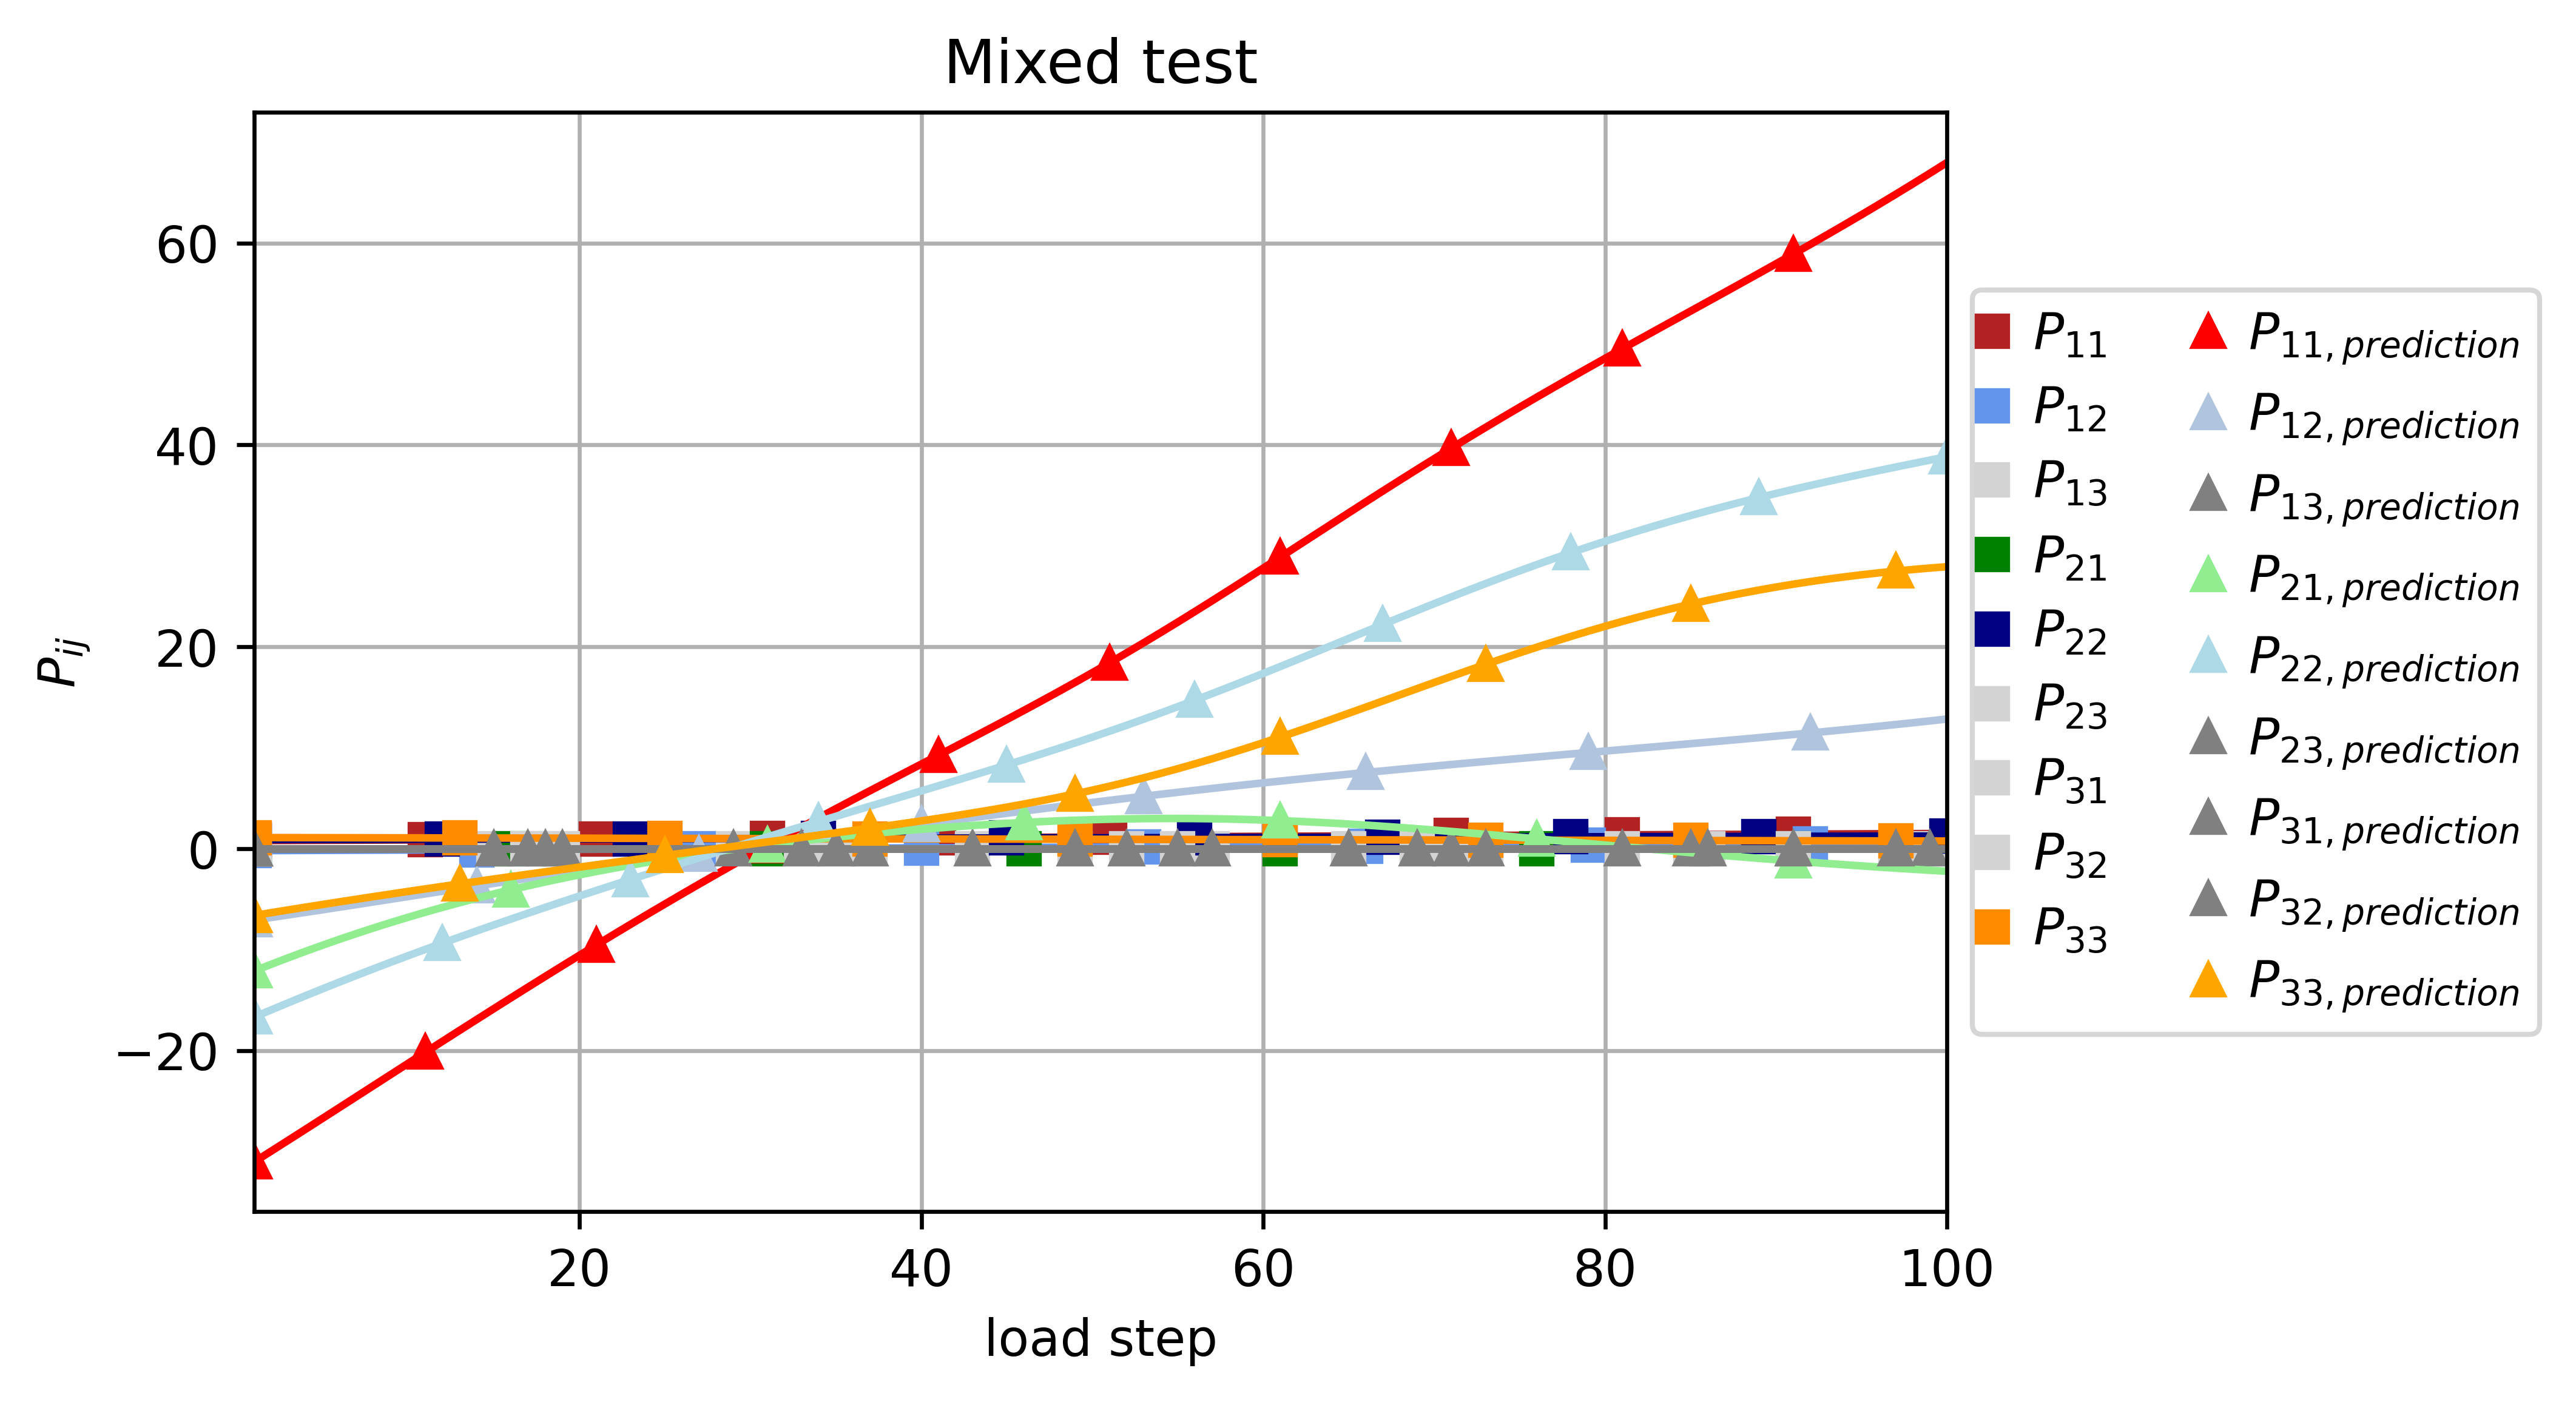 Mixed test
60
40
20
0
−20
P_ij
20 40 60 80 100
load step
P_11
P_12
P_13
P_21
P_22
P_23
P_31
P_32
P_33
P_11, prediction
P_12, prediction
P_13, prediction
P_21, prediction
P_22, prediction
P_23, prediction
P_31, prediction
P_32, prediction
P_33, prediction